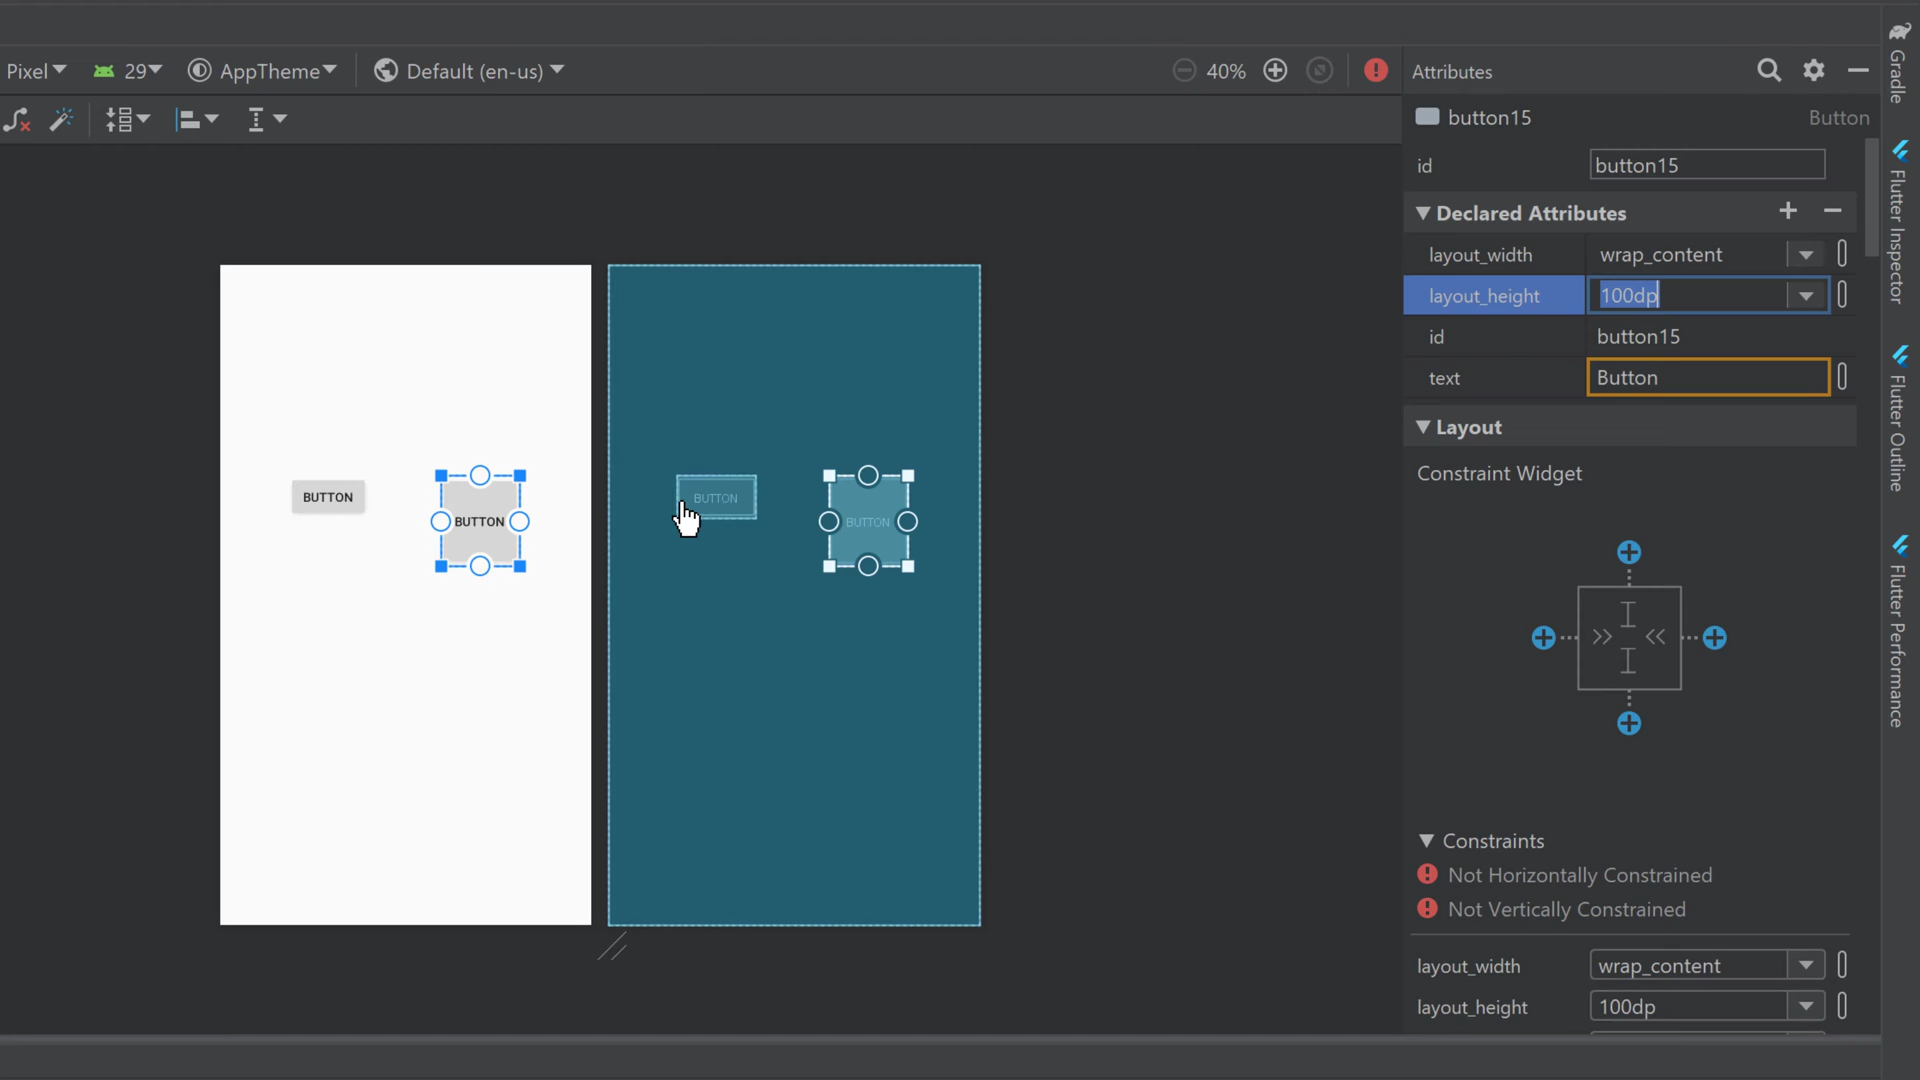 Pixel 29 AppTheme Default (en-us) 40%
Attributes
button15 Button
id button15
Declared Attributes
layout_width wrap_content
layout_height 100dp
id button15
text Button
Layout
Constraint Widget
Constraints
Not Horizontally Constrained
Not Vertically Constrained
layout_width wrap_content
layout_height 100dp
BUTTON
BUTTON
BUTTON
BUTTON
Gradle
Flutter Inspector
Flutter Outline
Flutter Performance